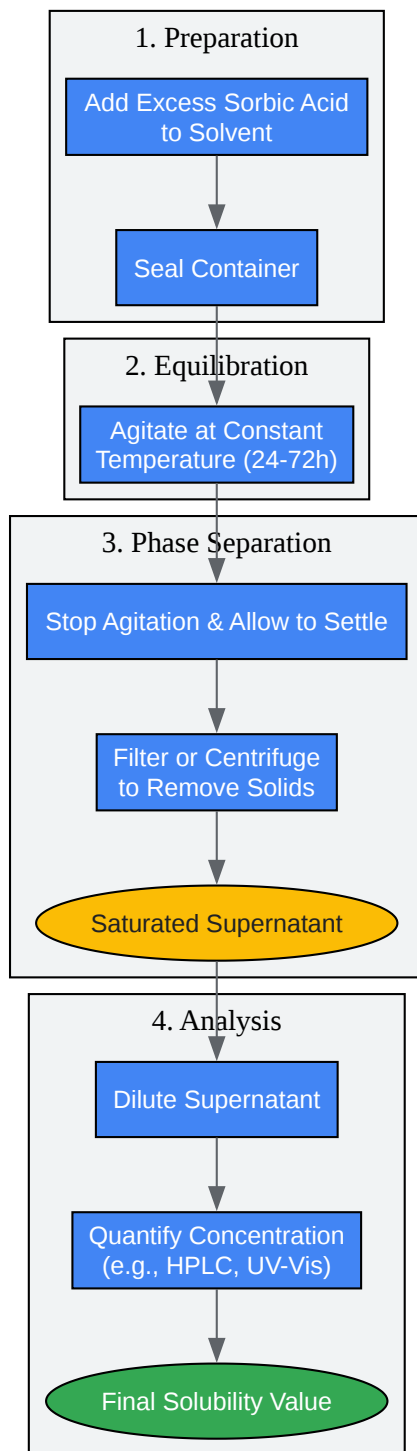 1. Preparation
Add Excess Sorbic Acid
to Solvent
Seal Container
2. Equilibration
Agitate at Constant
Temperature (24-72h)
3. Phase Separation
Stop Agitation & Allow to Settle
Filter or Centrifuge
to Remove Solids
Saturated Supernatant
4. Analysis
Dilute Supernatant
Quantify Concentration
(e.g., HPLC, UV-Vis)
Final Solubility Value